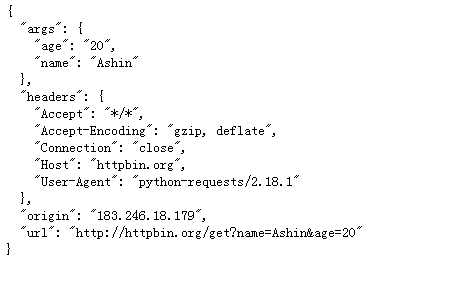 {
  "args": {
    "age": "20",
    "name": "Ashin"
  },
  "headers": {
    "Accept": "*/*",
    "Accept-Encoding": "gzip, deflate",
    "Connection": "close",
    "Host": "httpbin.org",
    "User-Agent": "python-requests/2.18.1"
  },
  "origin": "183.246.18.179",
  "url": "http://httpbin.org/get?name=Ashin&age=20"
}